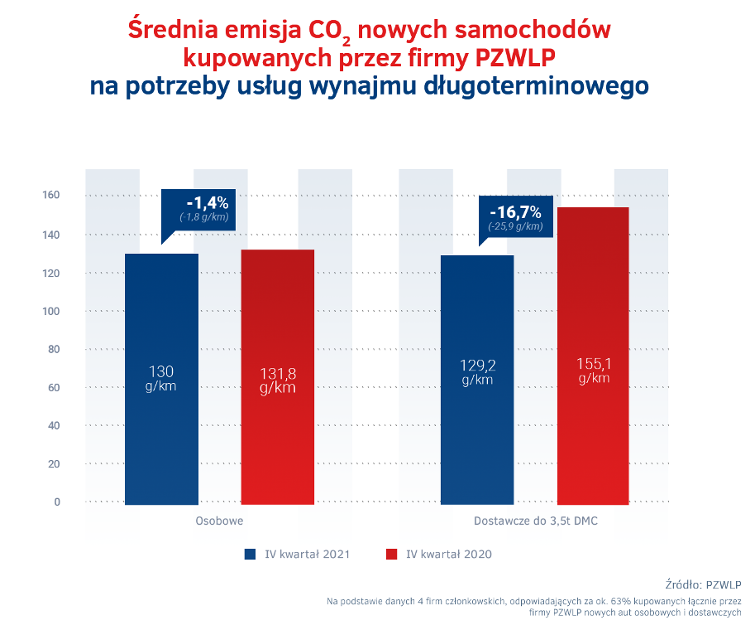 Średnia emisja CO₂ nowych samochodów
kupowanych przez firmy PZWLP
na potrzeby usług wynajmu długoterminowego
160
140
120
100
80
60
40
20
0
-1,4%
(-1,8 g/km)
-16,7%
(-25,9 g/km)
130
g/km
131,8
g/km
129,2
g/km
155,1
g/km
Osobowe
Dostawcze do 3,5t DMC
IV kwartał 2021
IV kwartał 2020
Źródło: PZWLP
Na podstawie danych 4 firm członkowskich, odpowiadających za ok. 63% kupowanych łącznie przez
firmy PZWLP nowych aut osobowych i dostawczych